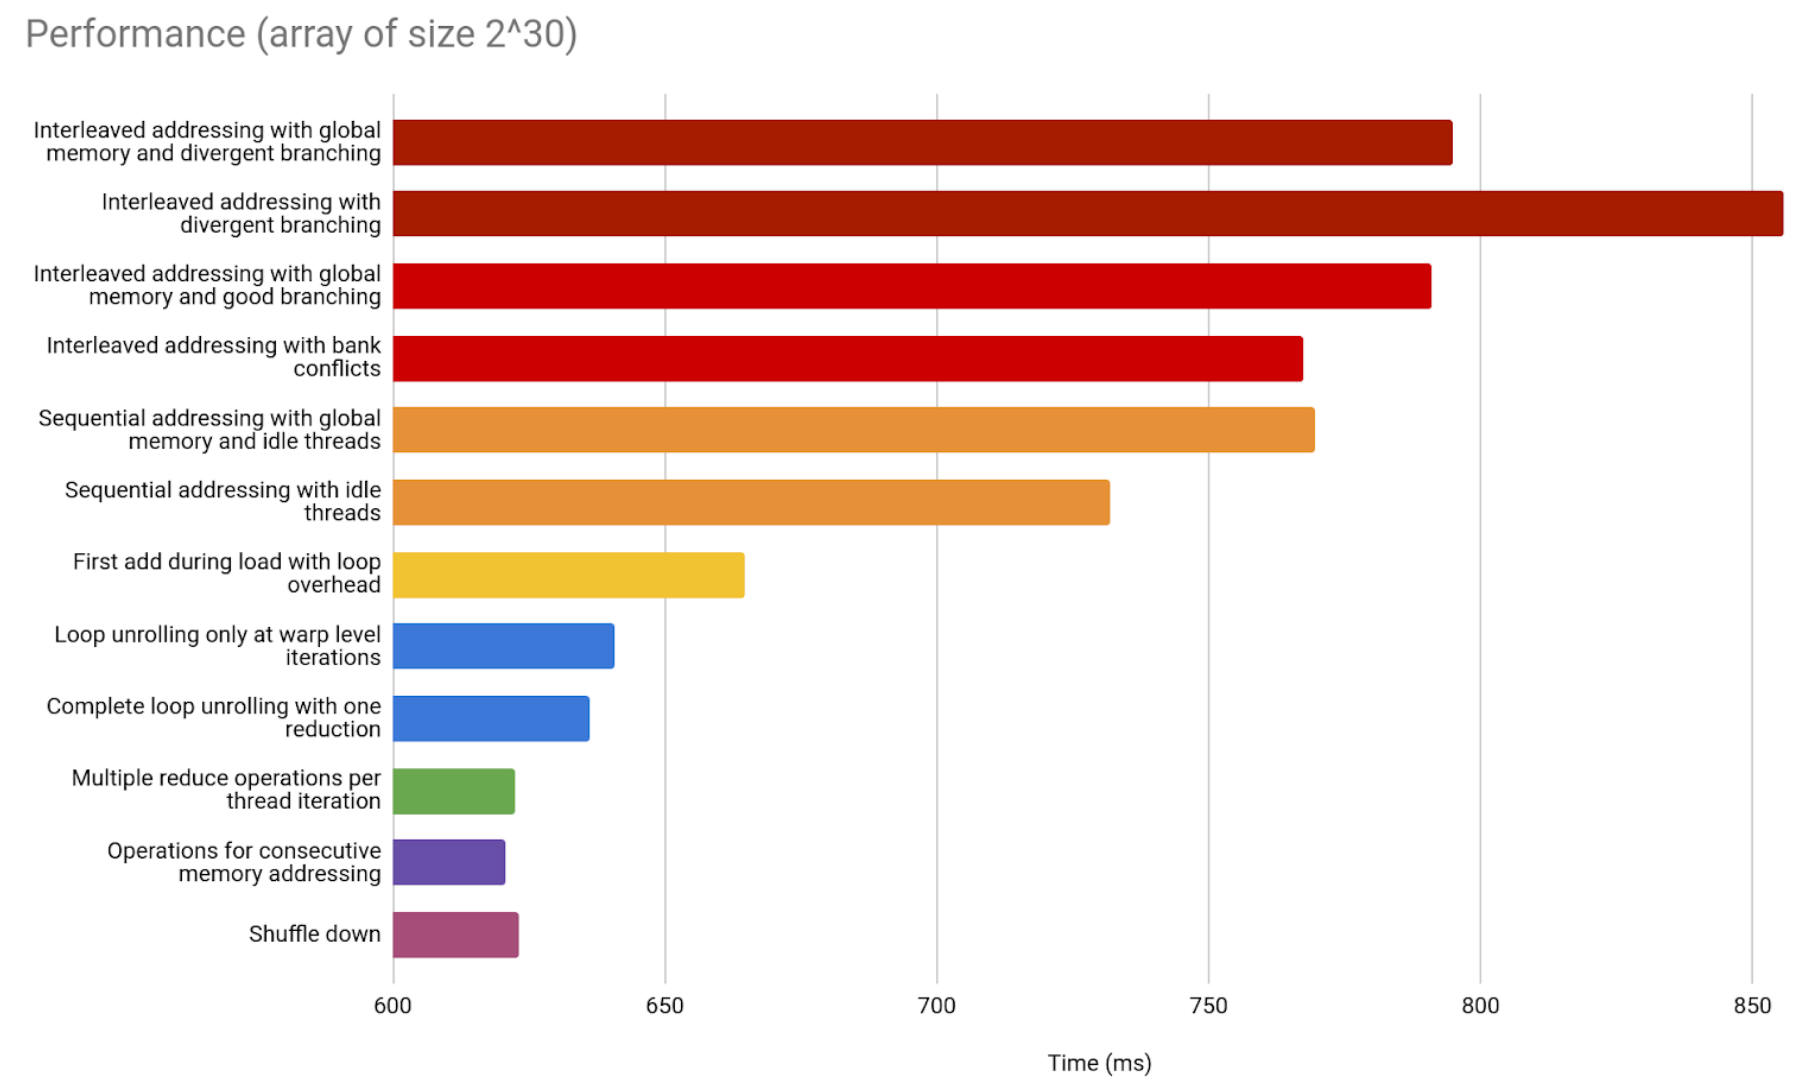 Performance (array of size 2^30)
Interleaved addressing with global
memory and divergent branching
Interleaved addressing with
divergent branching
Interleaved addressing with global
memory and good branching
Interleaved addressing with bank
conflicts
Sequential addressing with global
memory and idle threads
Sequential addressing with idle
threads
First add during load with loop
overhead
Loop unrolling only at warp level
iterations
Complete loop unrolling with one
reduction
Multiple reduce operations per
thread iteration
Operations for consecutive
memory addressing
Shuffle down
600 650 700 750 800 850
Time (ms)